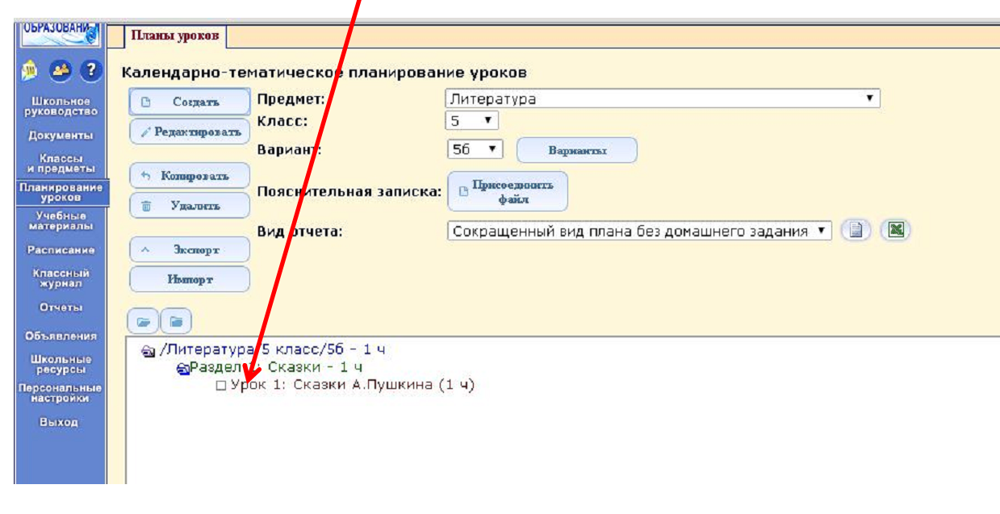 ОБРАЗОВАНИ
Планы уроков
Календарно-тематическое планирование уроков
Школьное
руководство
Документы
Классы
и предметы
Планирование
уроков
Учебные
материалы
Расписание
Классный
журнал
Отчеты
Объявления
Школьные
ресурсы
Персональные
настройки
Выход
Создать
Редактировать
Копировать
Удалить
Экспорт
Импорт
Предмет: Литература
Класс: 5
Вариант: 5б Варианты
Пояснительная записка: Присоединить
файл
Вид отчета: Сокращенный вид плана без домашнего задания
/Литература/5 класс/5б - 1 ч
Раздел 1: Сказки - 1 ч
Урок 1: Сказки А.Пушкина (1 ч)